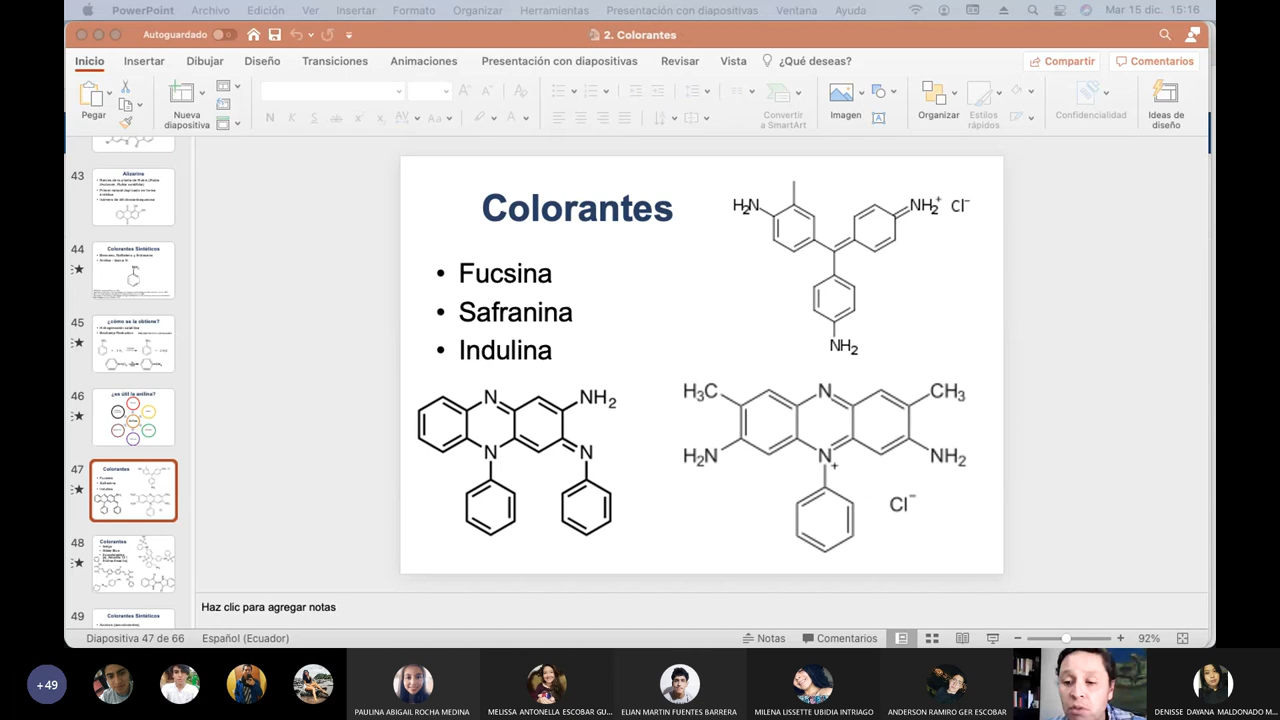 PowerPoint Archivo Edición Ver Insertar Formato Organizar Herramientas Presentación con diapositivas Ventana Ayuda Mar 15 dic. 15:16
Autoguardado 2. Colorantes
Inicio Insertar Dibujar Diseño Transiciones Animaciones Presentación con diapositivas Revisar Vista ¿Qué deseas? Compartir Comentarios
Pegar
Nueva
diapositiva
Convertir
a SmartArt
Imagen
Organizar
Estilos
rápidos
Confidencialidad
Ideas de
diseño
43
Alizarina
44
Colorantes Sintéticos
45
¿cómo se la obtiene?
46
¿es útil la anilina?
47
Colorantes
Fucsina
Safranina
Indulina
48
Colorantes
49
Colorantes Sintéticos
Colorantes
• Fucsina
• Safranina
• Indulina
H2N NH2+ Cl−
NH2
N NH2
N N
H3C N CH3
H2N N+ NH2
Cl−
Haz clic para agregar notas
Diapositiva 47 de 66 Español (Ecuador) Notas Comentarios 92%
+49
PAULINA ABIGAIL ROCHA MEDINA
MELISSA ANTONELLA ESCOBAR GU...
ELIAN MARTIN FUENTES BARRERA
MILENA LISSETTE UBIDIA INTRIAGO
ANDERSON RAMIRO GER ESCOBAR
DENISSE DAYANA MALDONADO M...